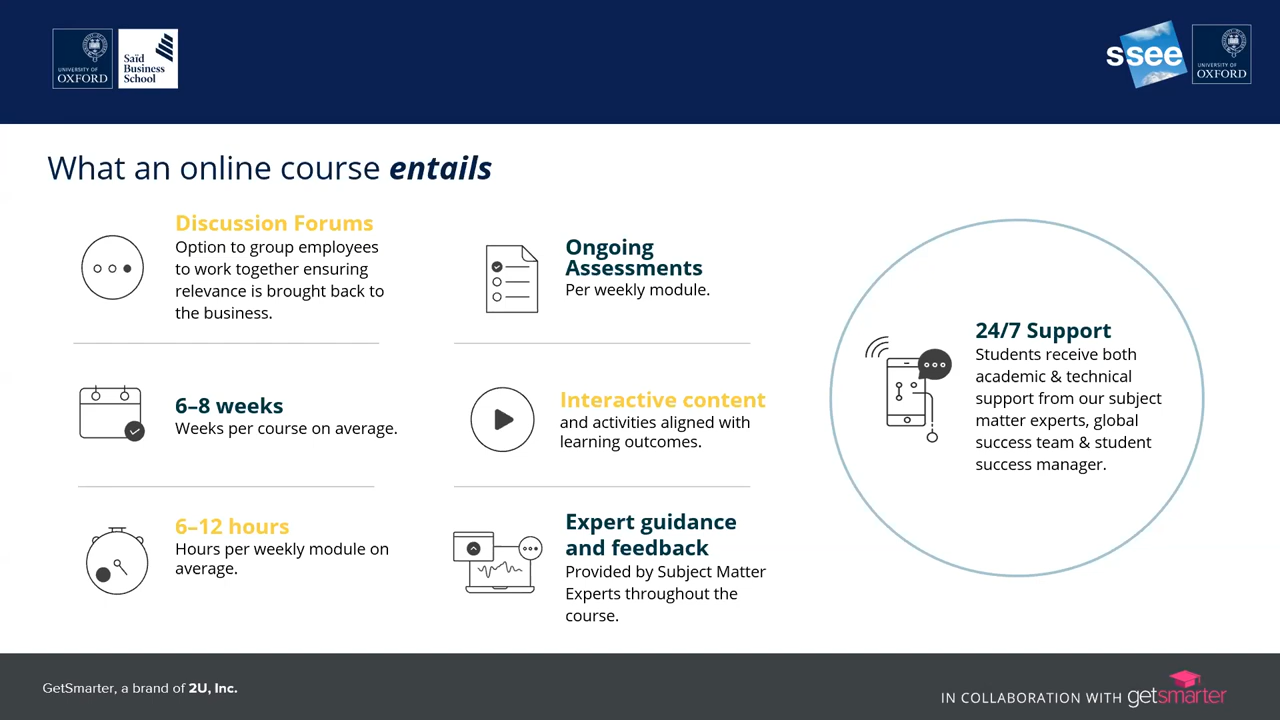 UNIVERSITY OF
OXFORD
Saïd
Business
School
ssee
UNIVERSITY OF
OXFORD
What an online course entails
Discussion Forums
Option to group employees
to work together ensuring
relevance is brought back to
the business.
Ongoing
Assessments
Per weekly module.
6–8 weeks
Weeks per course on average.
Interactive content
and activities aligned with
learning outcomes.
6–12 hours
Hours per weekly module on
average.
Expert guidance
and feedback
Provided by Subject Matter
Experts throughout the
course.
24/7 Support
Students receive both
academic & technical
support from our subject
matter experts, global
success team & student
success manager.
GetSmarter, a brand of 2U, Inc.
IN COLLABORATION WITH getsmarter